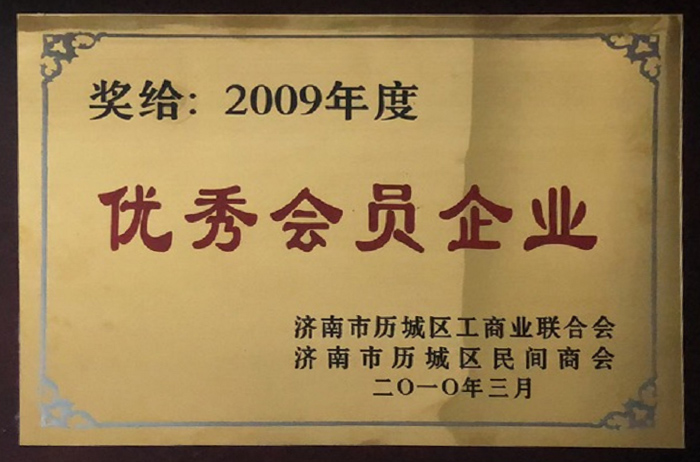 奖给：2009年度
优秀会员企业
济南市历城区工商业联合会
济南市历城区民间商会
二〇一〇年三月